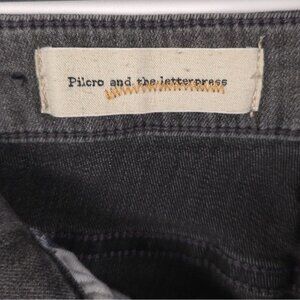 Pilcro and the letterpress